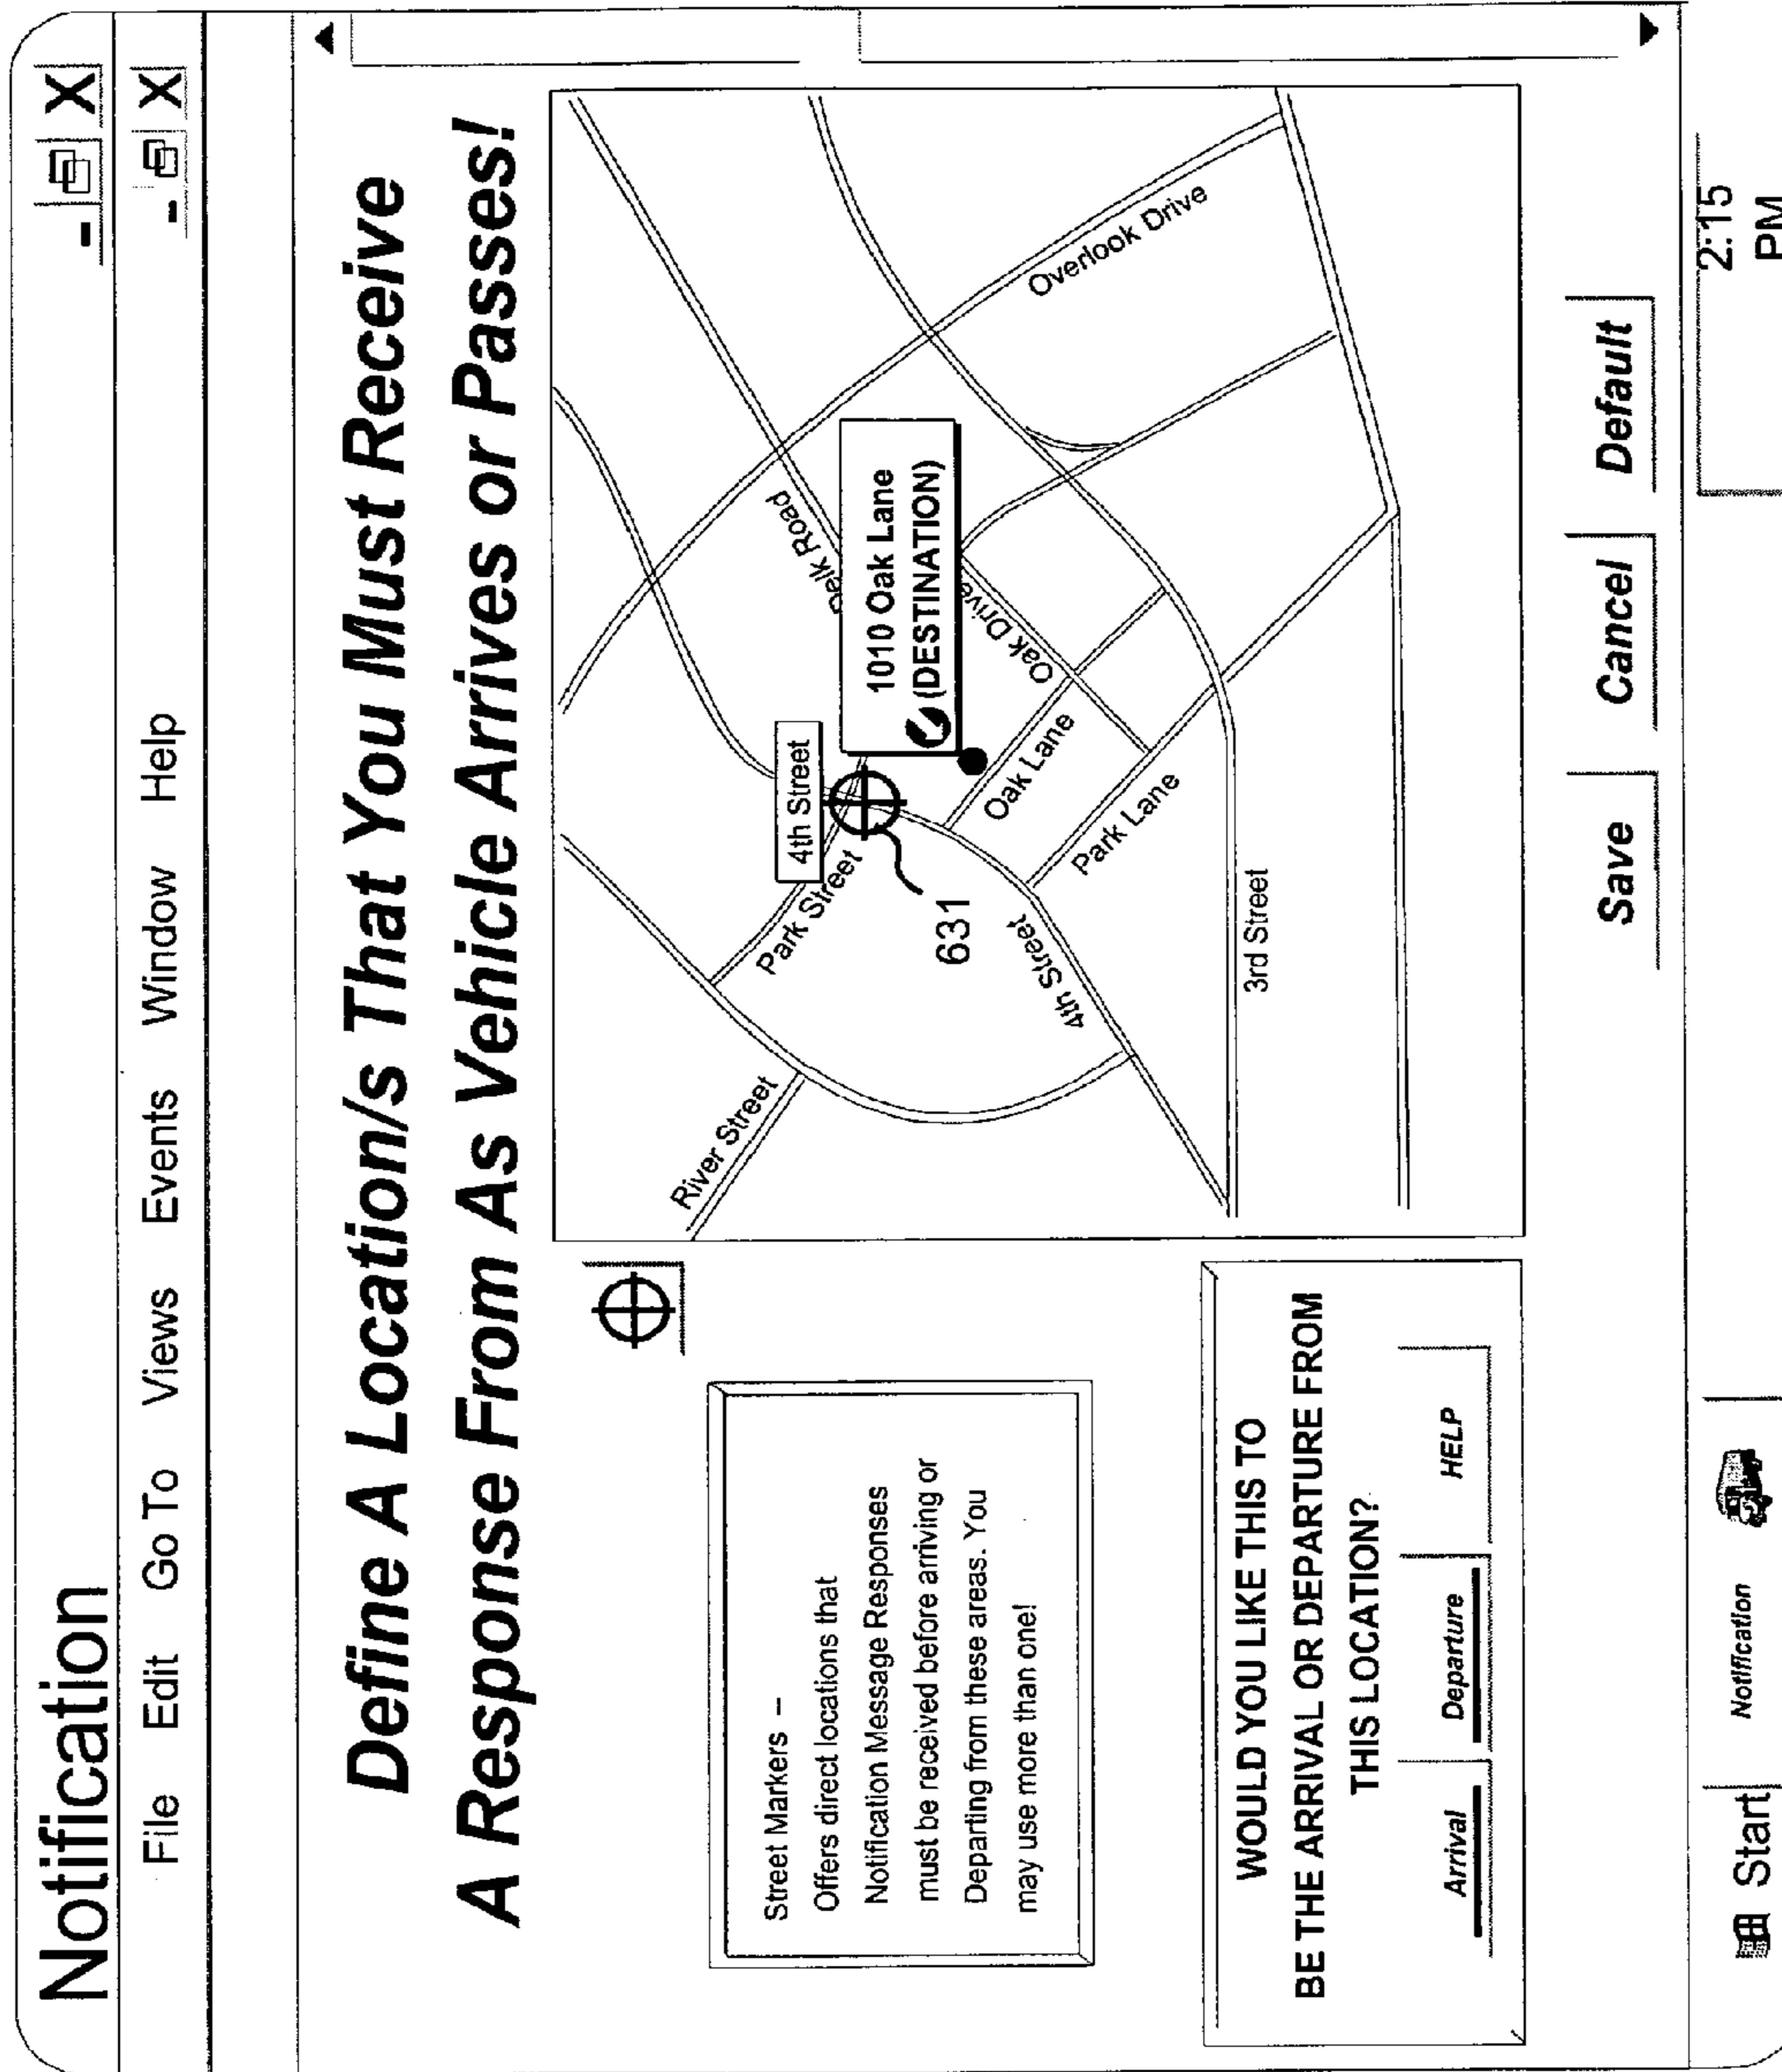 Notification
File Edit Go To Views Events Window Help
Define A Location/s That You Must Receive
A Response From As Vehicle Arrives or Passes!
Street Markers –
Offers direct locations that
Notification Message Responses
must be received before arriving or
Departing from these areas. You
may use more than one!
WOULD YOU LIKE THIS TO
BE THE ARRIVAL OR DEPARTURE FROM
THIS LOCATION?
Arrival Departure HELP
River Street
Park Street
4th Street
Road
1010 Oak Lane
(DESTINATION)
631
Oak Drive
Oak Lane
Overlook Drive
4th Street
Park Lane
3rd Street
Save Cancel Default
Start Notification 2:15
PM